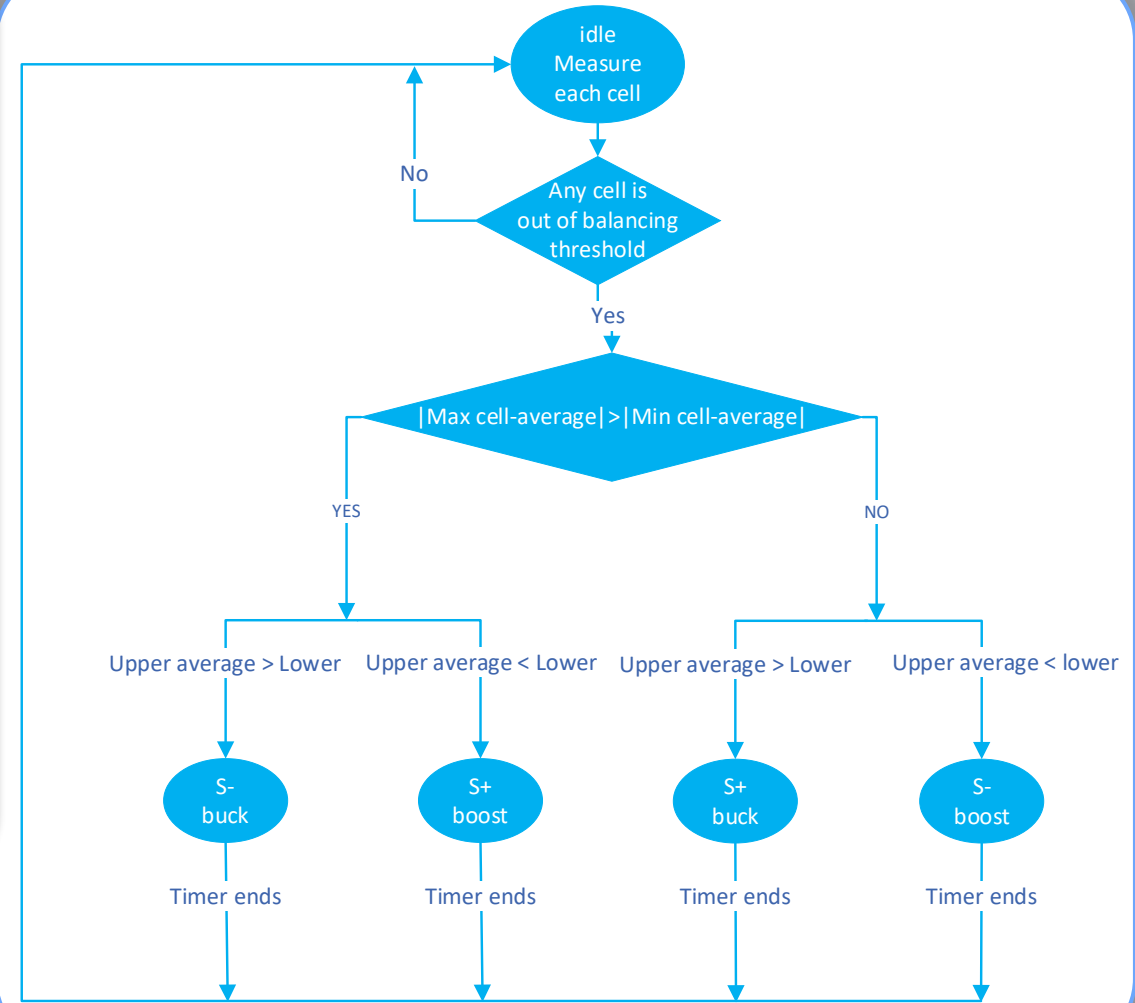 idle
Measure
each cell
No
Any cell is
out of balancing
threshold
Yes
|Max cell-average|>|Min cell-average|
YES
NO
Upper average > Lower
Upper average < Lower
Upper average > Lower
Upper average < lower
S-
buck
S+
boost
S+
buck
S-
boost
Timer ends
Timer ends
Timer ends
Timer ends